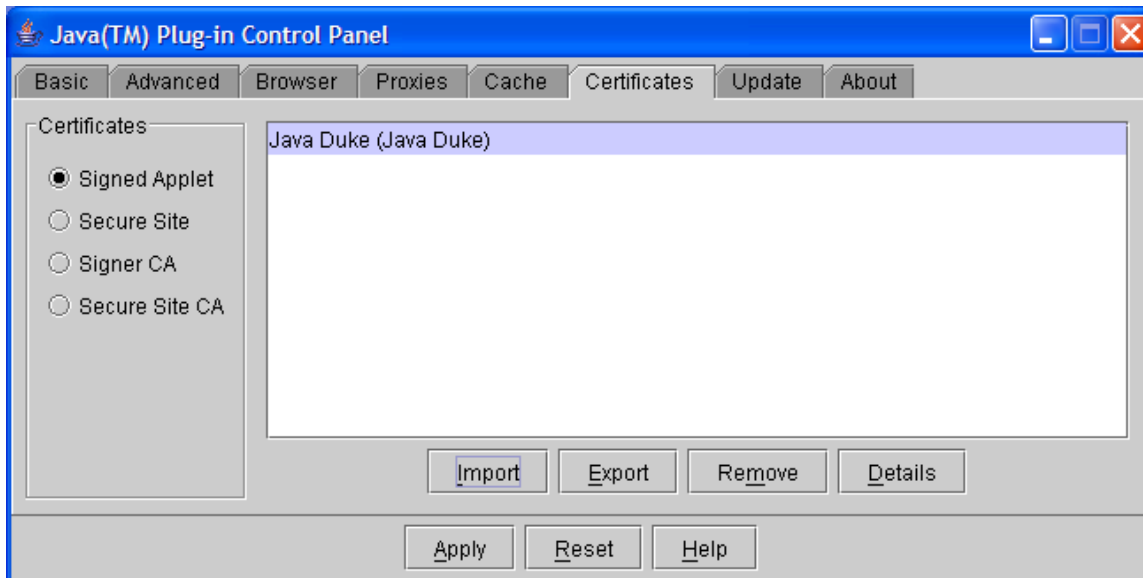 Java(TM) Plug-in Control Panel
Basic Advanced Browser Proxies Cache Certificates Update About
Certificates
Signed Applet
Secure Site
Signer CA
Secure Site CA
Java Duke (Java Duke)
Import Export Remove Details
Apply Reset Help